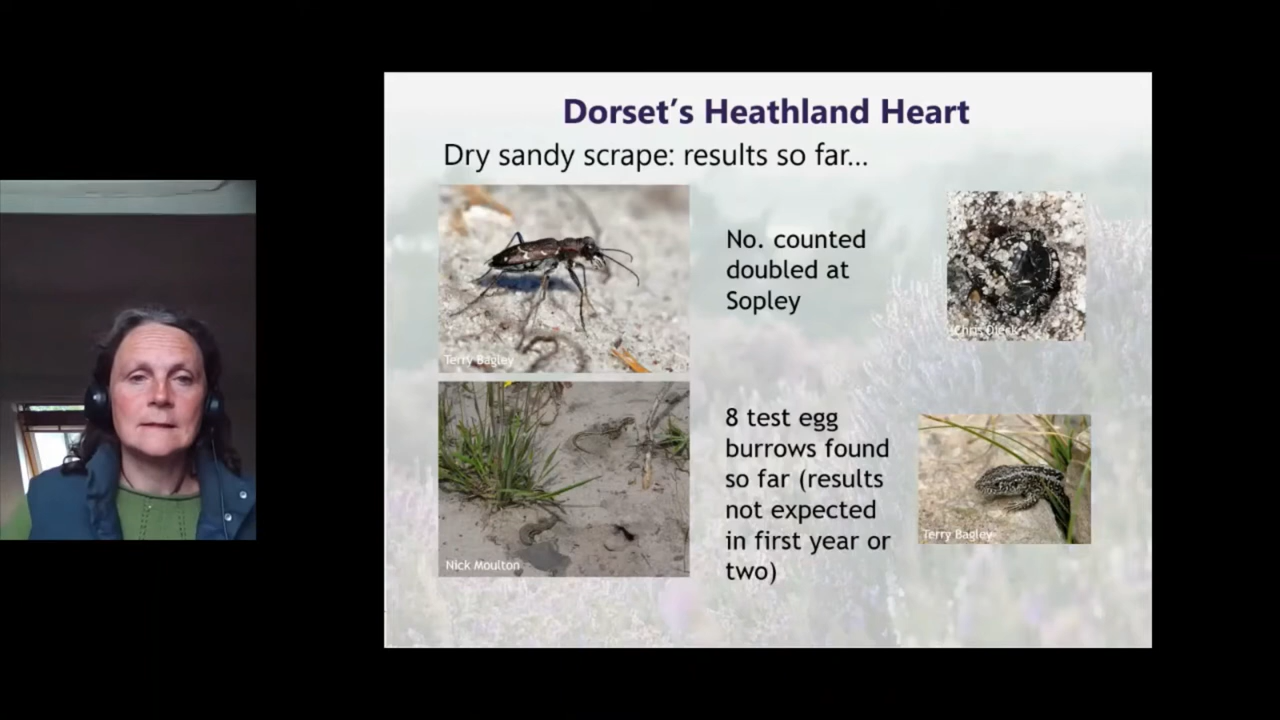 Dorset's Heathland Heart
Dry sandy scrape: results so far...
Terry Bagley
No. counted
doubled at
Sopley
Nick Moulton
8 test egg
burrows found
so far (results
not expected
in first year or
two)
Terry Bagley